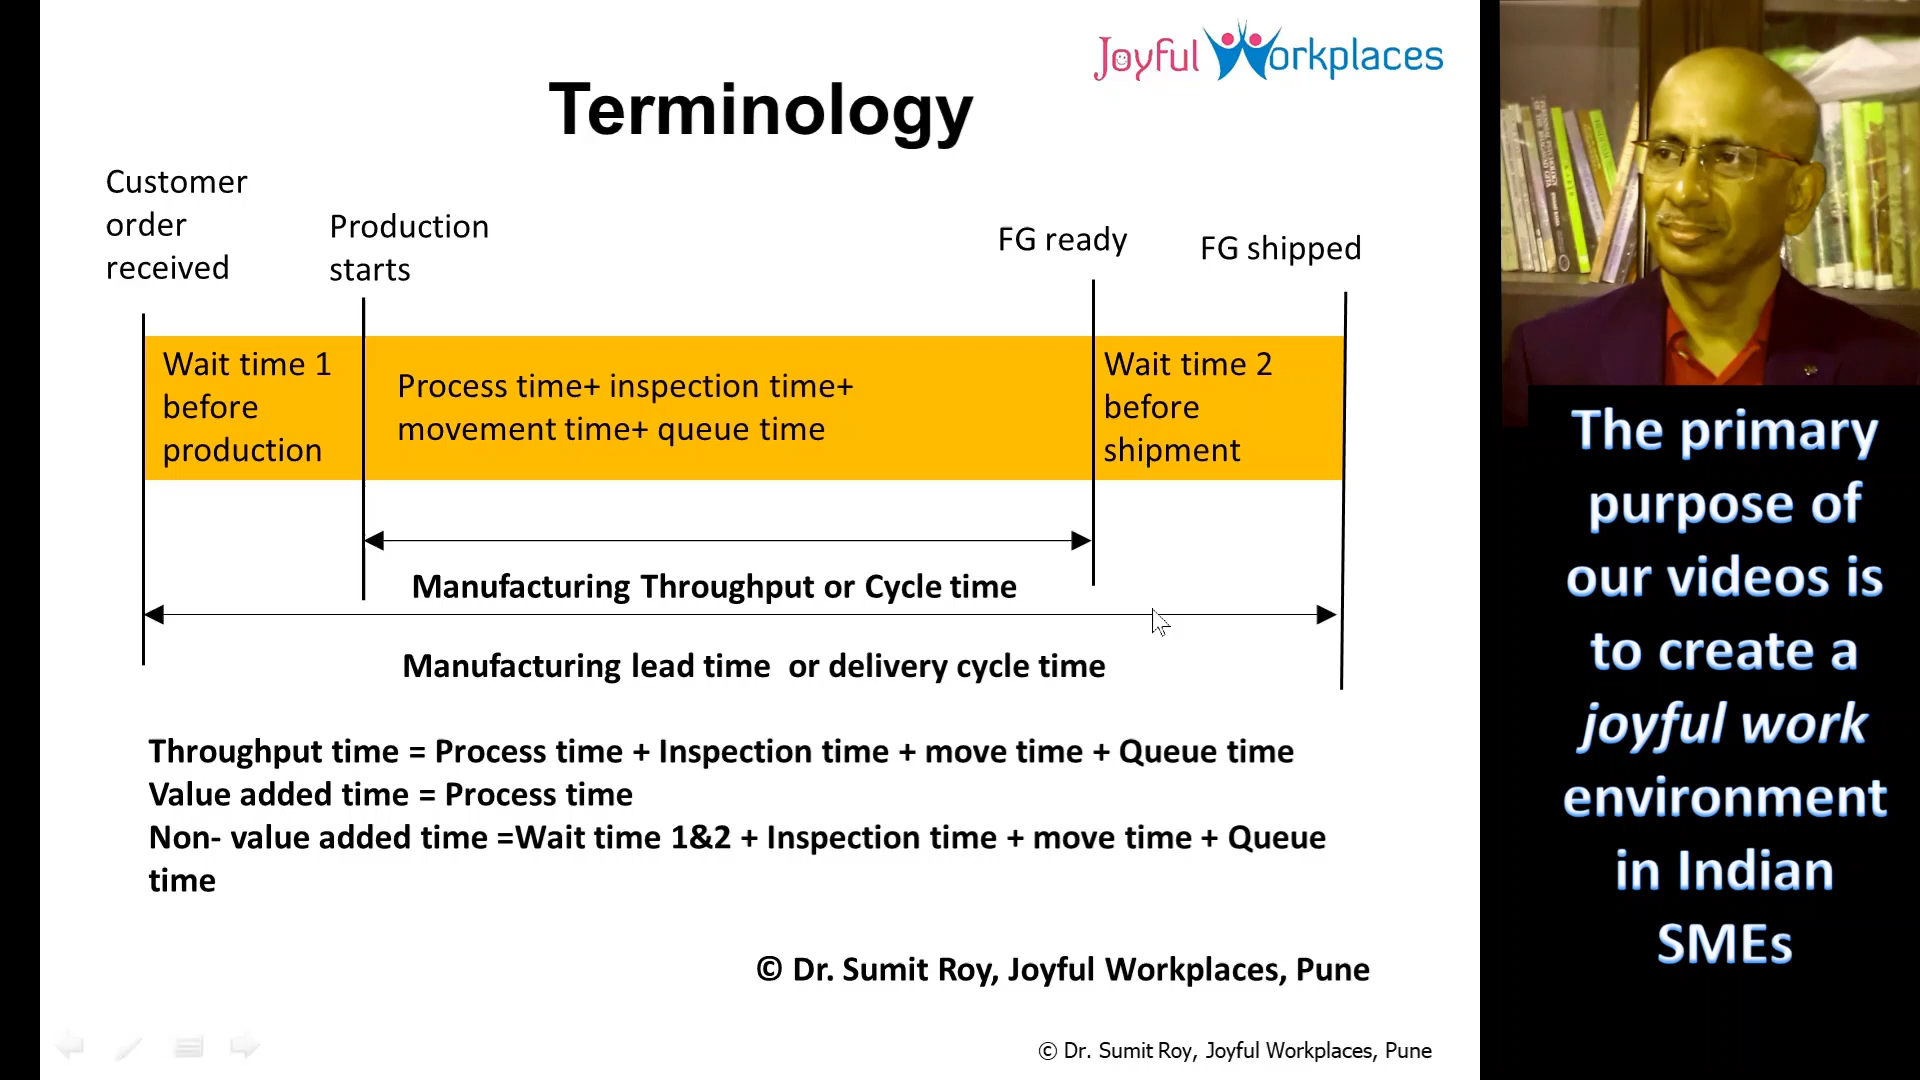 Joyful Workplaces
Terminology
Customer
order
received
Production
starts
FG ready
FG shipped
Wait time 1
before
production
Process time+ inspection time+
movement time+ queue time
Wait time 2
before
shipment
Manufacturing Throughput or Cycle time
Manufacturing lead time  or delivery cycle time
Throughput time = Process time + Inspection time + move time + Queue time
Value added time = Process time
Non- value added time =Wait time 1&2 + Inspection time + move time + Queue
time
© Dr. Sumit Roy, Joyful Workplaces, Pune
© Dr. Sumit Roy, Joyful Workplaces, Pune
The primary
purpose of
our videos is
to create a
joyful work
environment
in Indian
SMEs